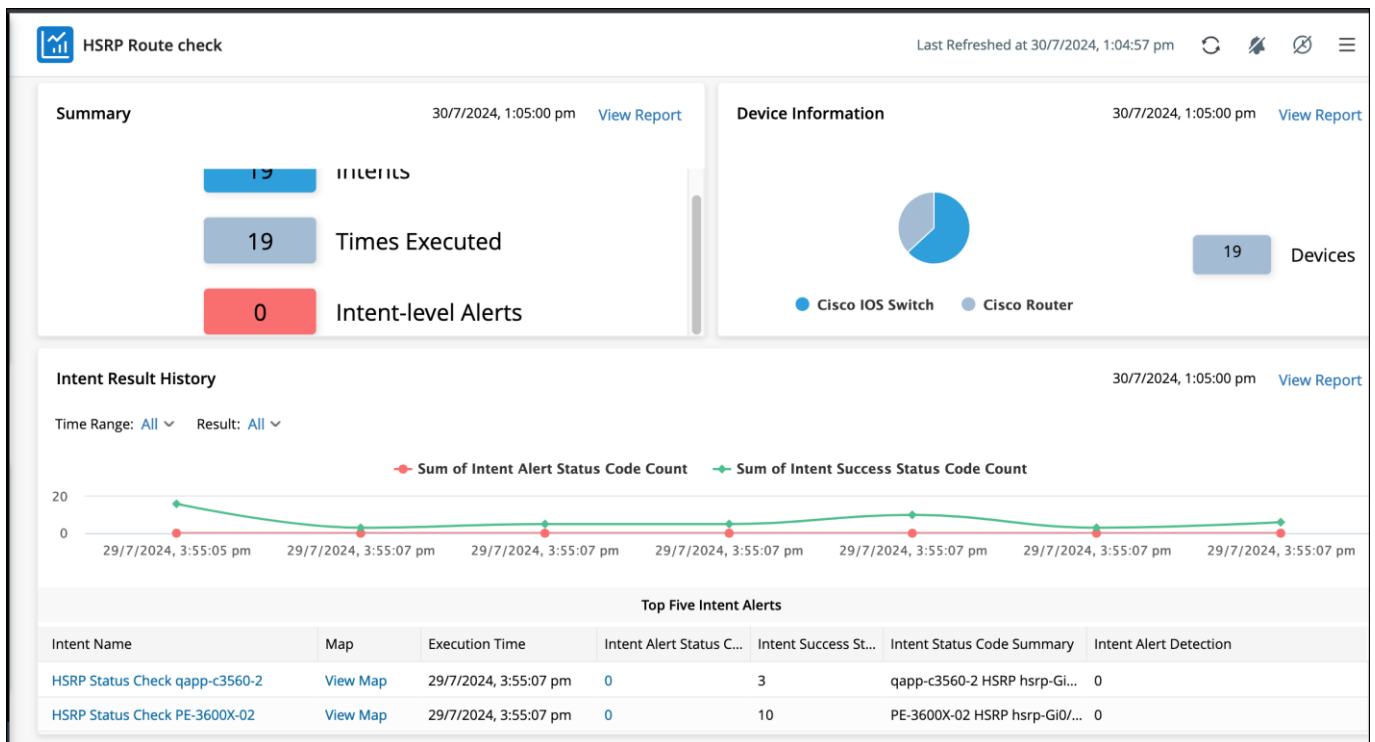 HSRP Route check
Last Refreshed at 30/7/2024, 1:04:57 pm
Summary
30/7/2024, 1:05:00 pm
View Report
19
Intents
19
Times Executed
0
Intent-level Alerts
Device Information
30/7/2024, 1:05:00 pm
View Report
Cisco IOS Switch
Cisco Router
19
Devices
Intent Result History
30/7/2024, 1:05:00 pm
View Report
Time Range: All
Result: All
Sum of Intent Alert Status Code Count
Sum of Intent Success Status Code Count
20
0
29/7/2024, 3:55:05 pm
29/7/2024, 3:55:07 pm
29/7/2024, 3:55:07 pm
29/7/2024, 3:55:07 pm
29/7/2024, 3:55:07 pm
29/7/2024, 3:55:07 pm
29/7/2024, 3:55:07 pm
Top Five Intent Alerts
Intent Name Map Execution Time Intent Alert Status C... Intent Success St... Intent Status Code Summary Intent Alert Detection
HSRP Status Check qapp-c3560-2 View Map 29/7/2024, 3:55:07 pm 0 3 qapp-c3560-2 HSRP hsrp-Gi... 0
HSRP Status Check PE-3600X-02 View Map 29/7/2024, 3:55:07 pm 0 10 PE-3600X-02 HSRP hsrp-Gi0/... 0